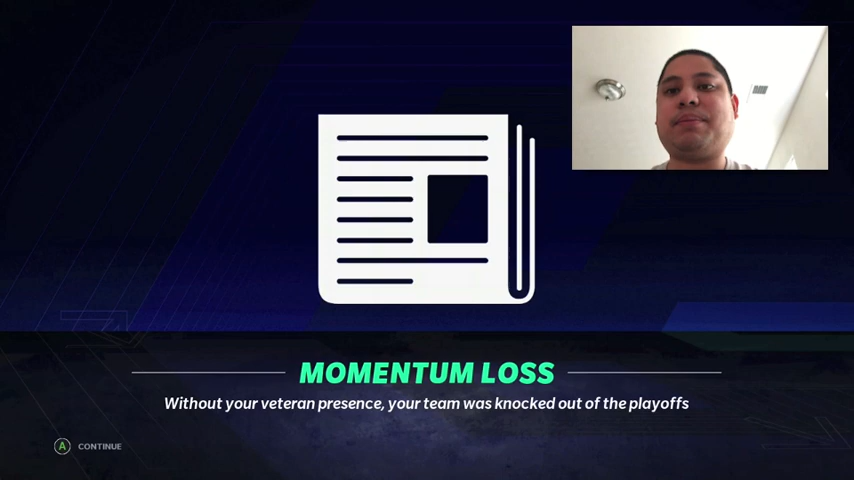 MOMENTUM LOSS
Without your veteran presence, your team was knocked out of the playoffs
A CONTINUE